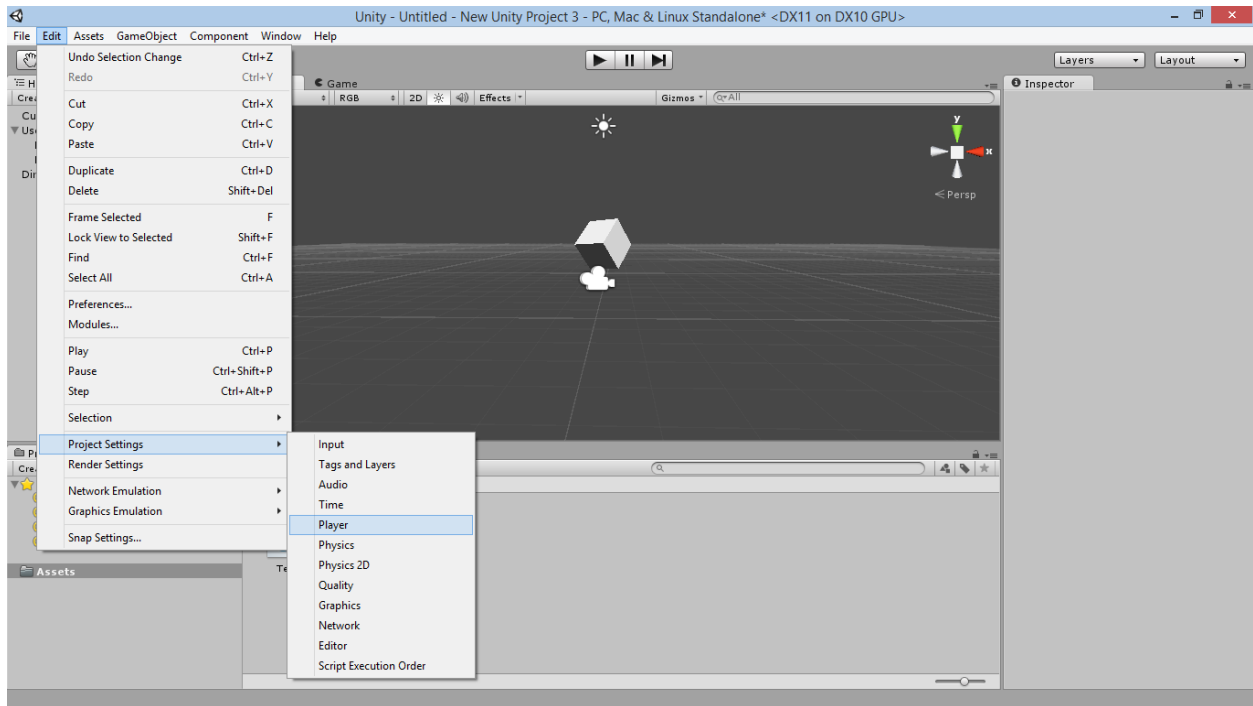 Unity - Untitled - New Unity Project 3 - PC, Mac & Linux Standalone* <DX11 on DX10 GPU>
File Edit Assets GameObject Component Window Help
Layers Layout
Undo Selection Change Ctrl+Z
Redo Ctrl+Y
Cut Ctrl+X
Copy Ctrl+C
Paste Ctrl+V
Duplicate Ctrl+D
Delete Shift+Del
Frame Selected F
Lock View to Selected Shift+F
Find Ctrl+F
Select All Ctrl+A
Preferences...
Modules...
Play Ctrl+P
Pause Ctrl+Shift+P
Step Ctrl+Alt+P
Selection
Project Settings
Render Settings
Network Emulation
Graphics Emulation
Snap Settings...
Game
RGB 2D Effects Gizmos All
y
x
Persp
Inspector
Input
Tags and Layers
Audio
Time
Player
Physics
Physics 2D
Quality
Graphics
Network
Editor
Script Execution Order
Assets